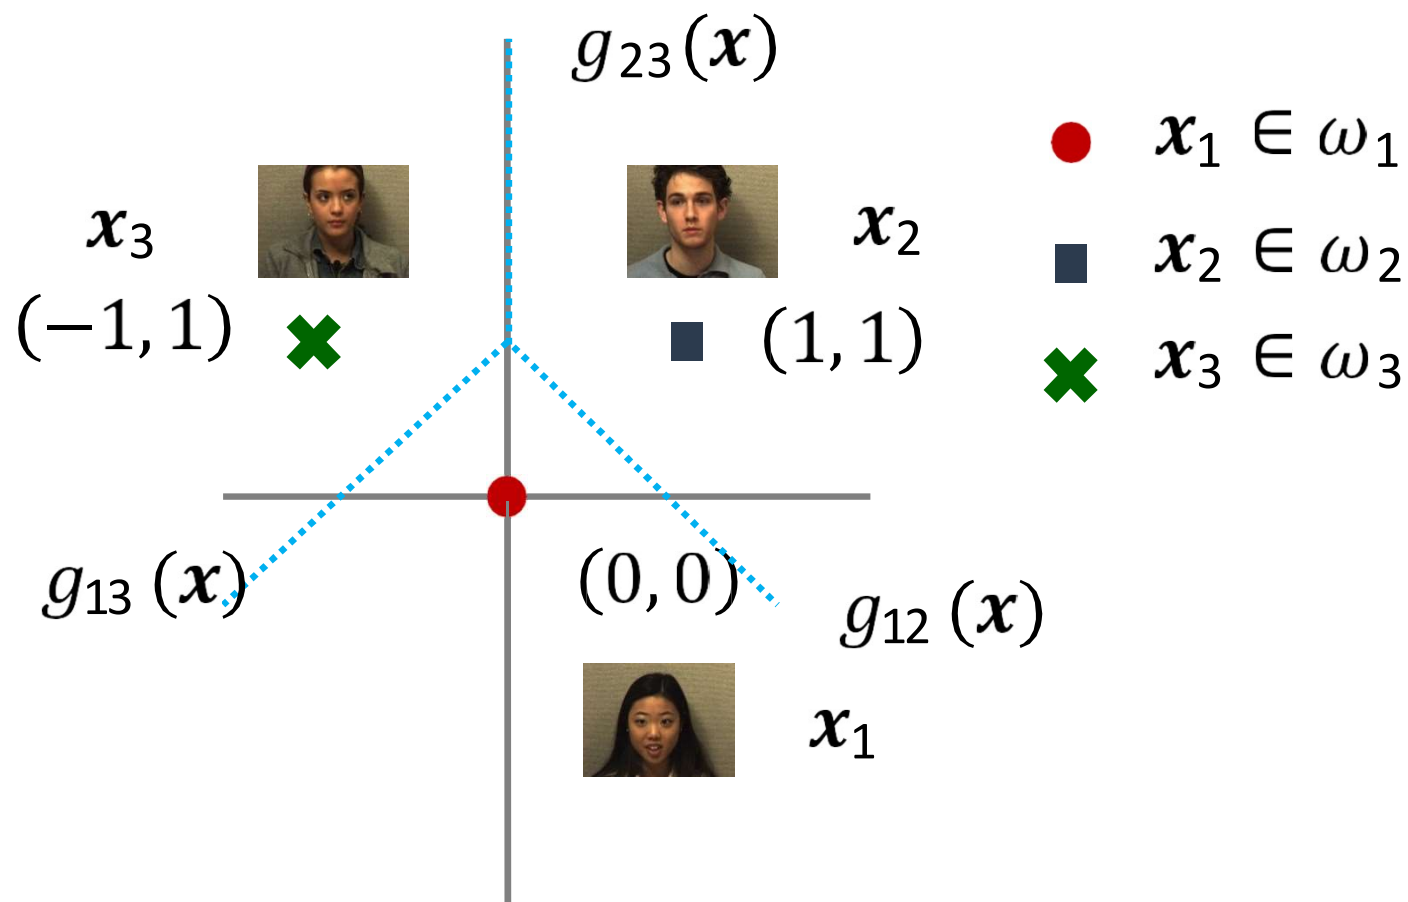 g₂₃(𝒙)
𝒙₁ ∈ ω₁
𝒙₃
𝒙₂
𝒙₂ ∈ ω₂
(−1, 1)
(1, 1)
𝒙₃ ∈ ω₃
g₁₃ (𝒙)
(0, 0)
g₁₂ (𝒙)
𝒙₁